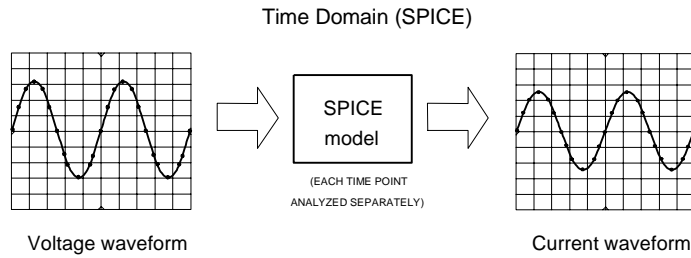 Time Domain (SPICE)
SPICE
model
(EACH TIME POINT
ANALYZED SEPARATELY)
Voltage waveform
Current waveform